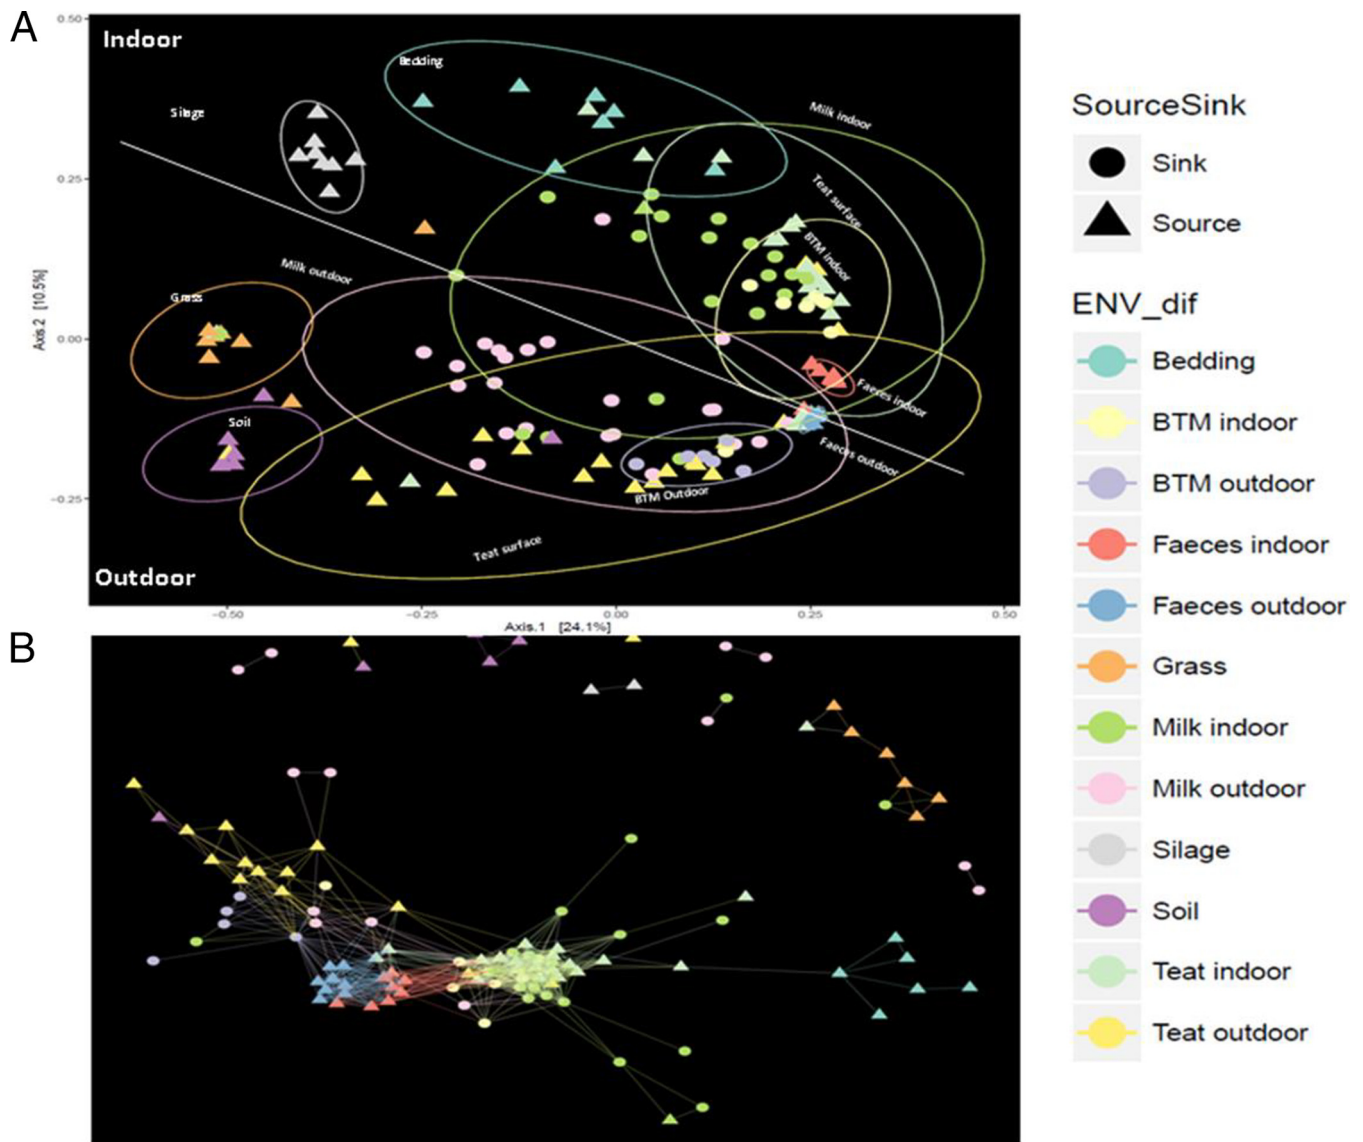 A
0.50
Indoor
Bedding
Silage
Milk indoor
0.25
Teat surface
BTM indoor
Milk outdoor
Grass
Axis.2 [10.5%]
0.00
Faeces indoor
Soil
Faeces outdoor
−0.25
BTM Outdoor
Teat surface
Outdoor
−0.50
−0.25
0.00
0.25
0.50
Axis.1 [24.1%]
B
SourceSink
Sink
Source
ENV_dif
Bedding
BTM indoor
BTM outdoor
Faeces indoor
Faeces outdoor
Grass
Milk indoor
Milk outdoor
Silage
Soil
Teat indoor
Teat outdoor